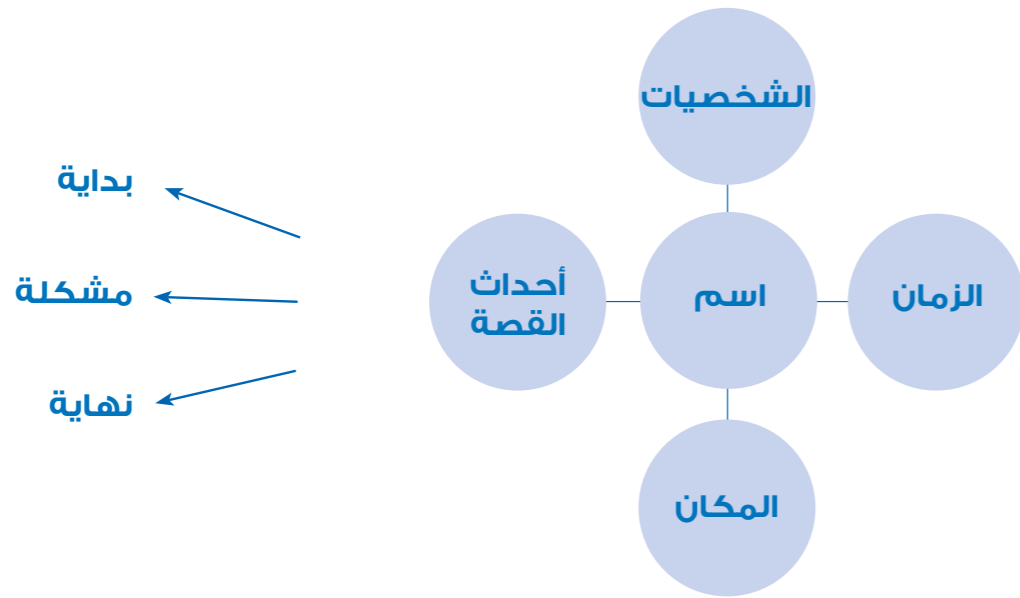 الشخصيات
الزمان
اسم
أحداث
القصة
المكان
بداية
مشكلة
نهاية